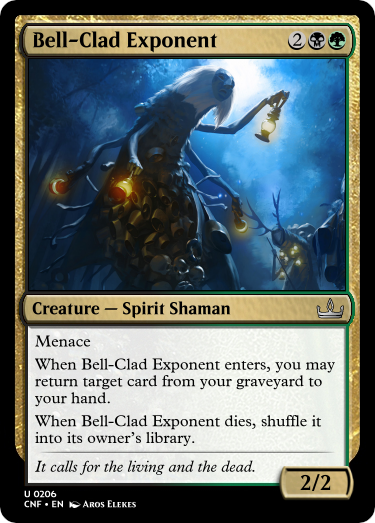 Bell-Clad Exponent 2
Creature — Spirit Shaman
Menace
When Bell-Clad Exponent enters, you may
return target card from your graveyard to
your hand.
When Bell-Clad Exponent dies, shuffle it
into its owner's library.
It calls for the living and the dead.
2/2
U 0206
CNF • EN Aros Elekes